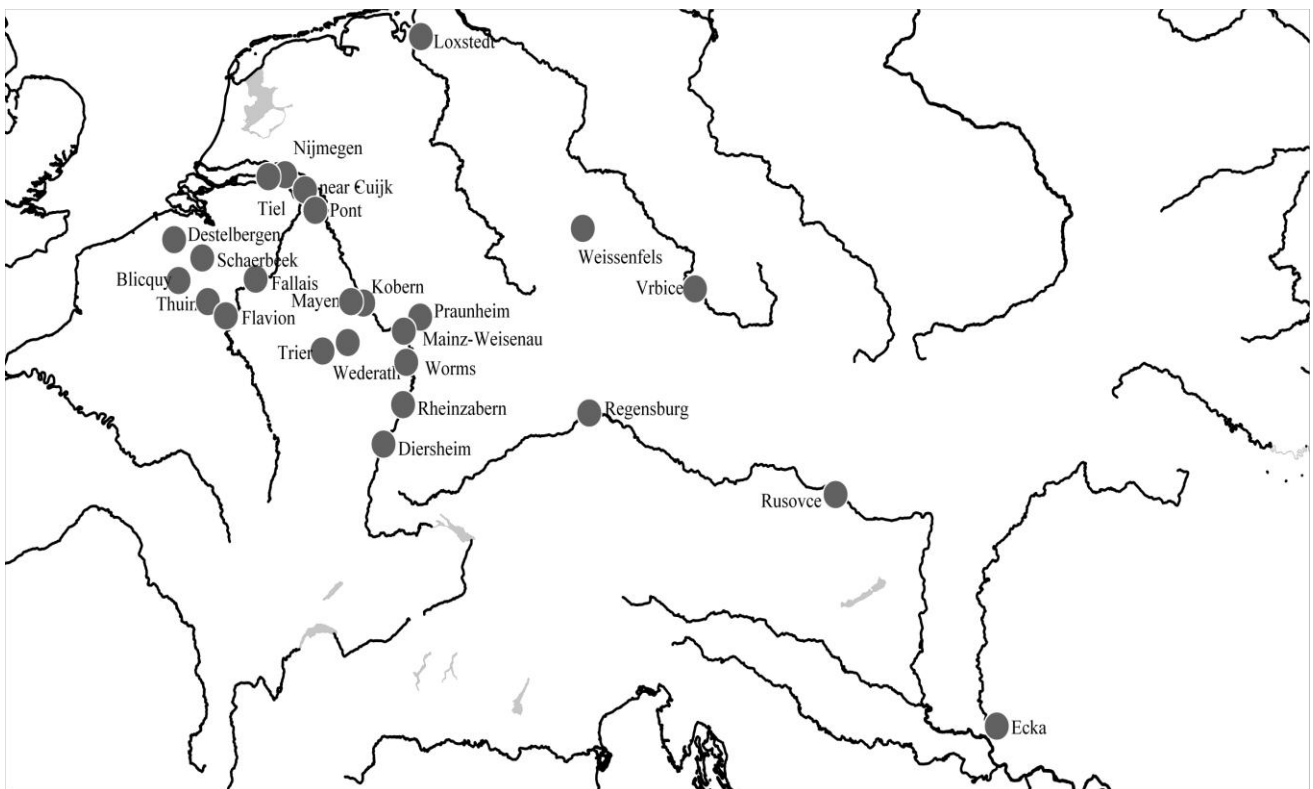 Loxstedt
Nijmegen
near €uijk
Tiel
Pont
Destelbergen
Schaerbeek
Weissenfels
Blicquy
Fallais
Vrbice
Mayen
Kobern
Thuin
Praunheim
Flavion
Mainz-Weisenau
Trier
Wederath
Worms
Rheinzabern
Regensburg
Diersheim
Rusovce
Ecka